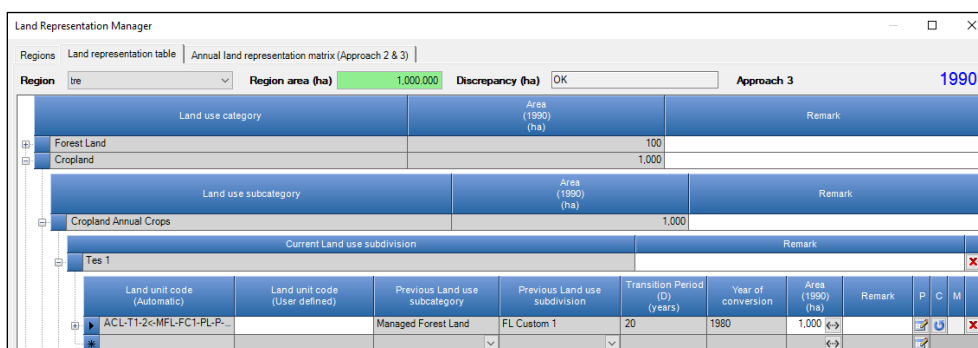 Land Representation Manager
Regions Land representation table Annual land representation matrix (Approach 2 & 3)
Region tre Region area (ha) 1,000.000 Discrepancy (ha) OK Approach 3 1990
Land use category Area (1990) (ha) Remark
Forest Land 100
Cropland 1,000
Land use subcategory Area (1990) (ha) Remark
Cropland Annual Crops 1,000
Current Land use subdivision Remark
Tes 1
Land unit code (Automatic) Land unit code (User defined) Previous Land use subcategory Previous Land use subdivision Transition Period (D) (years) Year of conversion Area (1990) (ha) Remark P C M
ACL-T1-2<-MFL-FC1-PL-P-... Managed Forest Land FL Custom 1 20 1980 1,000